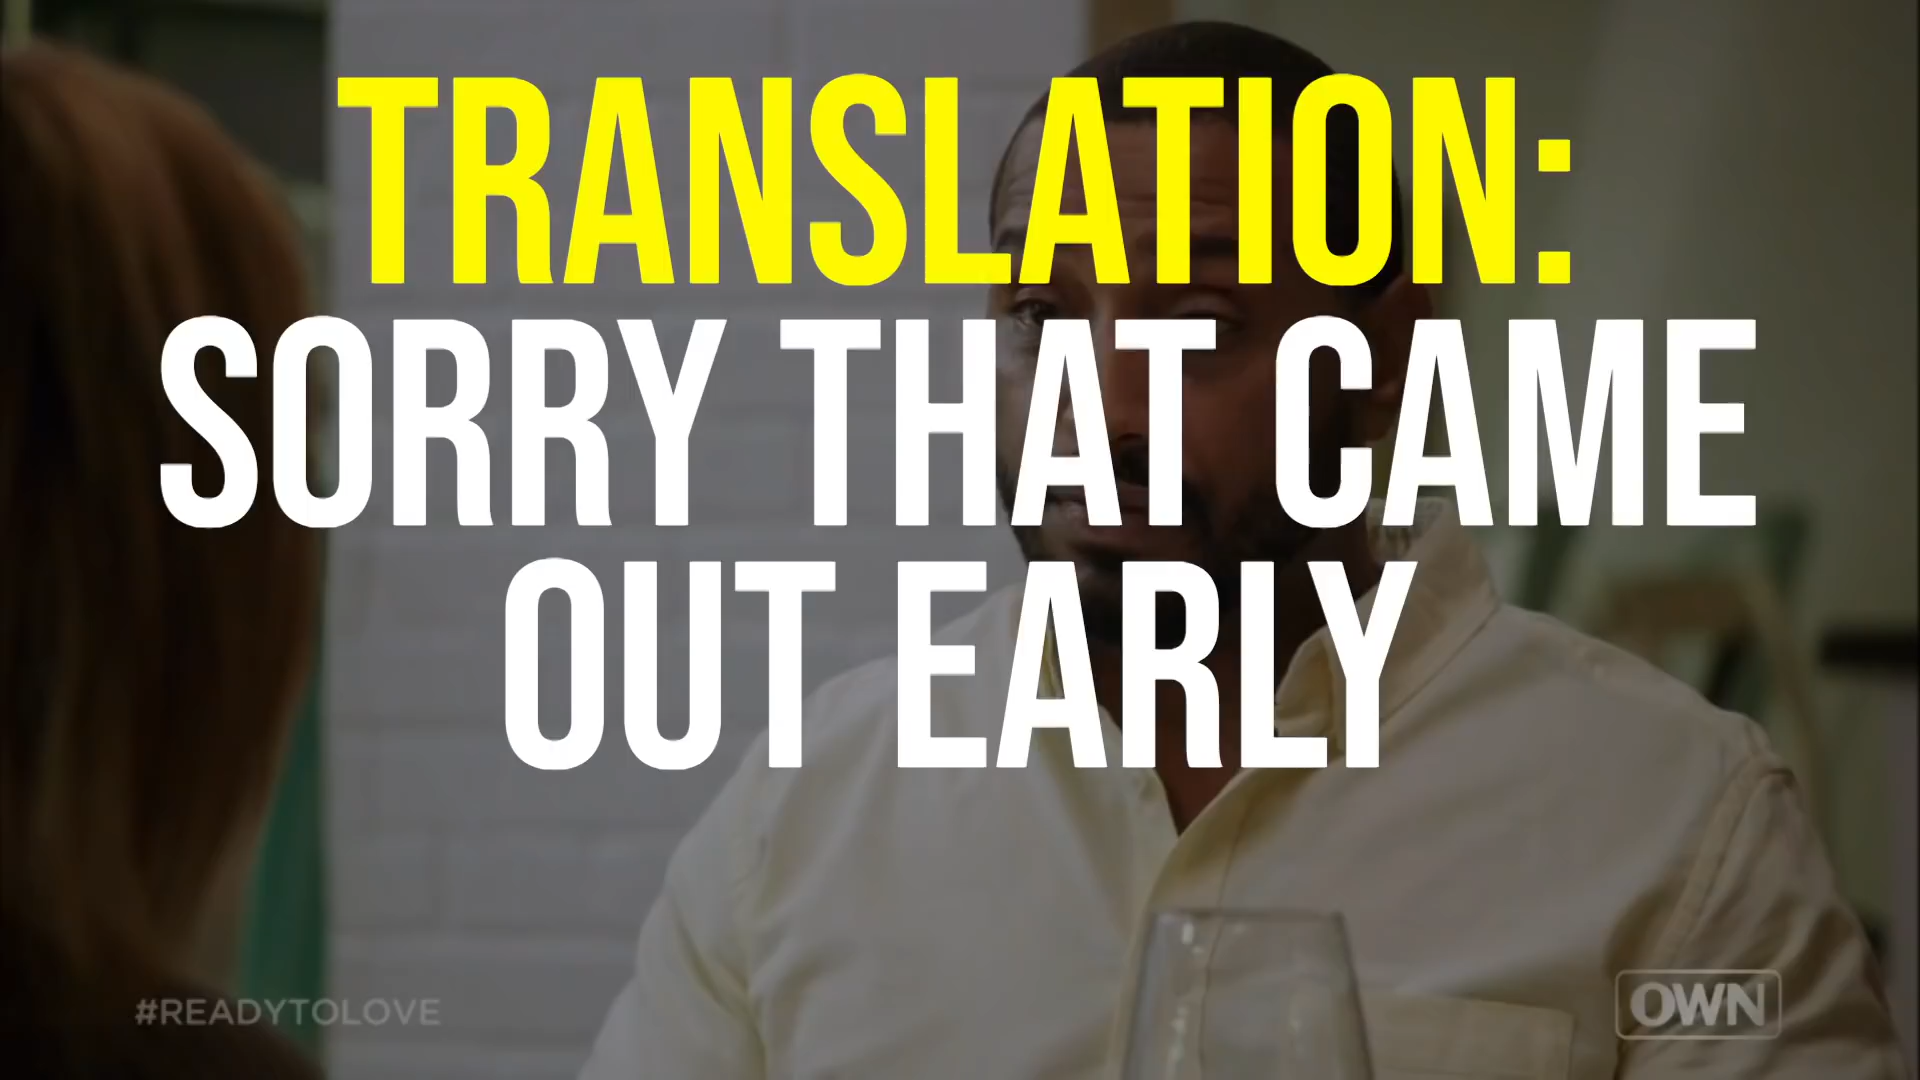 TRANSLATION:
SORRY THAT CAME
OUT EARLY
#READYTOLOVE
OWN